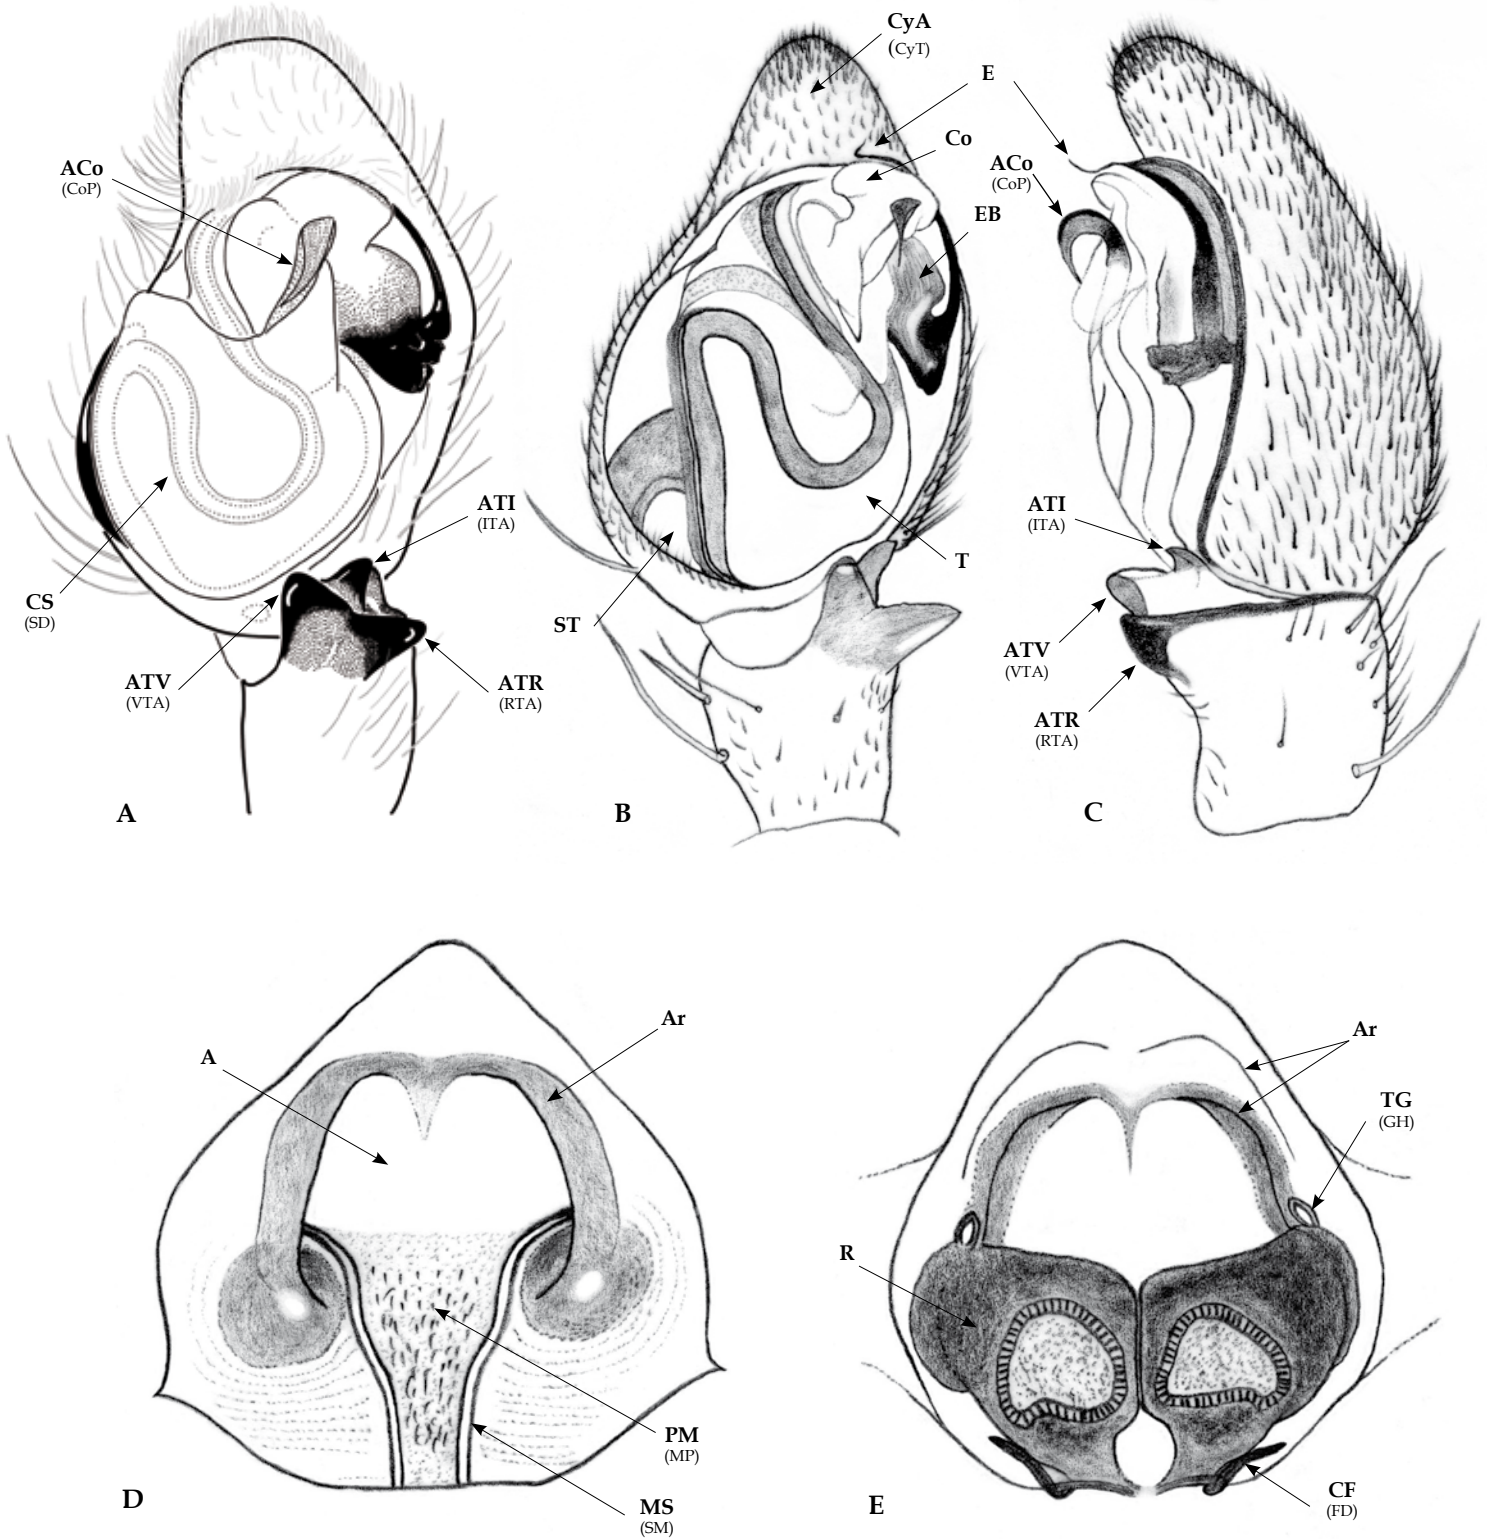 CyA
(CyT)
E
Co
ACo
(CoP)
ACo
(CoP)
EB
ATI
(ITA)
ATI
(ITA)
T
CS
(SD)
ST
ATV
(VTA)
ATR
(RTA)
ATV
(VTA)
ATR
(RTA)
A
B
C
Ar
A
Ar
TG
(GH)
R
PM
(MP)
MS
(SM)
CF
(FD)
D
E